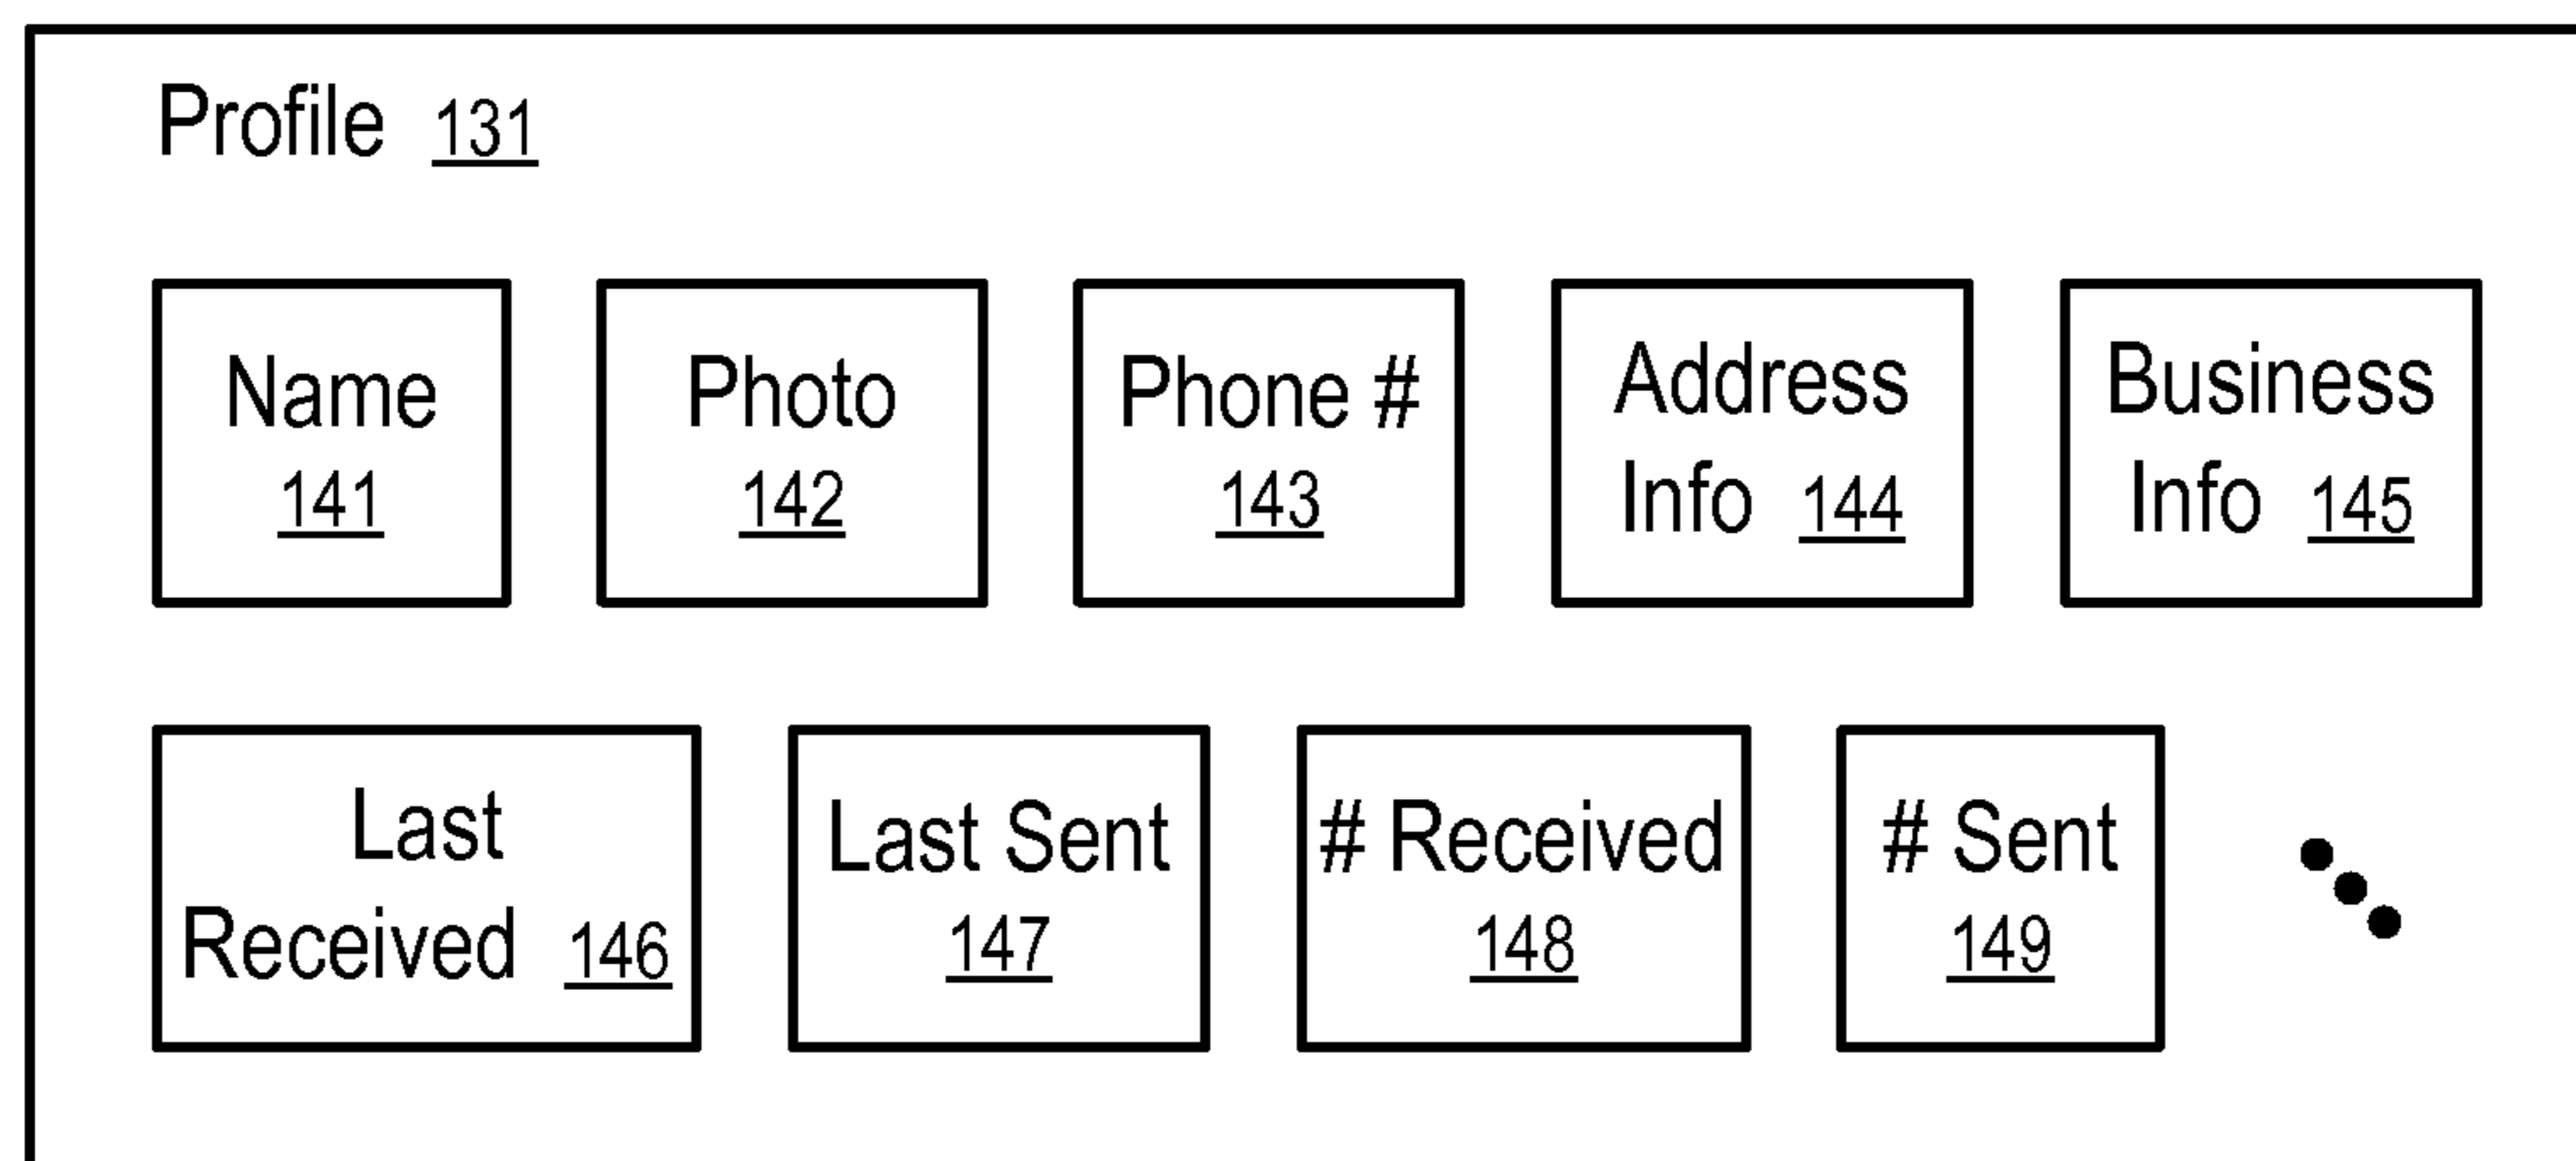 Profile 131
Name
141
Photo
142
Phone #
143
Address
Info 144
Business
Info 145
Last
Received 146
Last Sent
147
# Received
148
# Sent
149